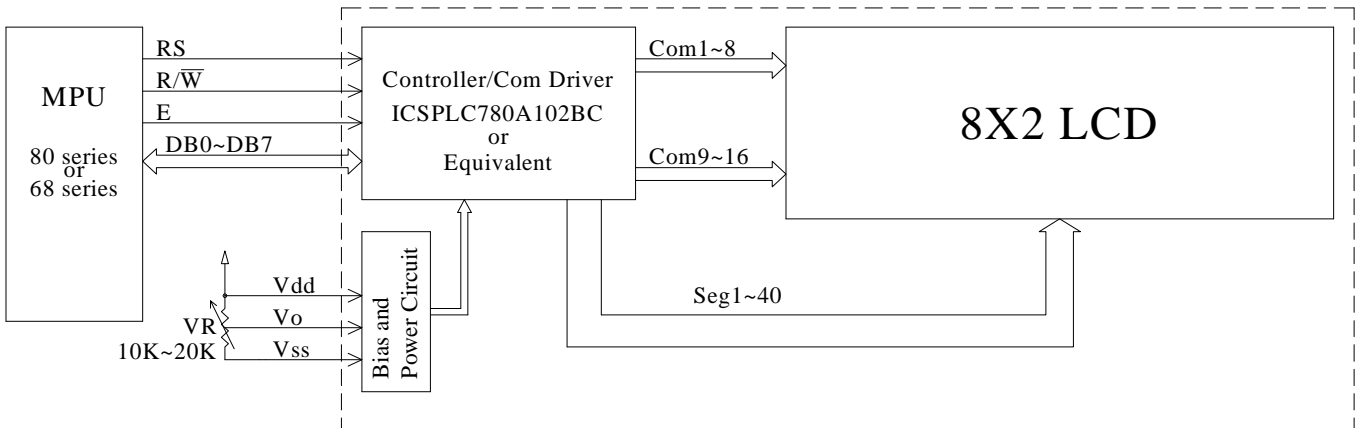 MPU
80 series
or
68 series
RS
R/W̅
E
DB0~DB7
Controller/Com Driver
ICSPLC780A102BC
or
Equivalent
Com1~8
Com9~16
8X2 LCD
Vdd
Vo
Vss
VR
10K~20K
Bias and
Power Circuit
Seg1~40